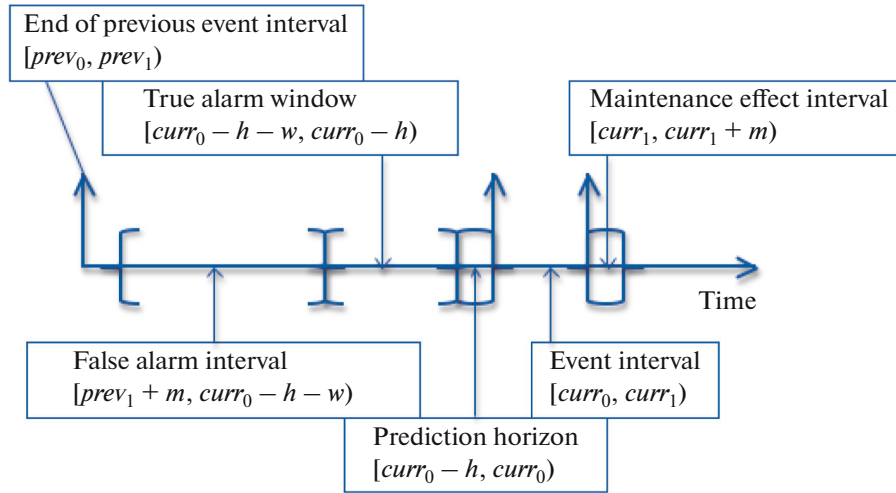 End of previous event interval
[prev₀, prev₁)
True alarm window
[curr₀ – h – w, curr₀ – h)
Maintenance effect interval
[curr₁, curr₁ + m)
Time
False alarm interval
[prev₁ + m, curr₀ – h – w)
Event interval
[curr₀, curr₁)
Prediction horizon
[curr₀ – h, curr₀)